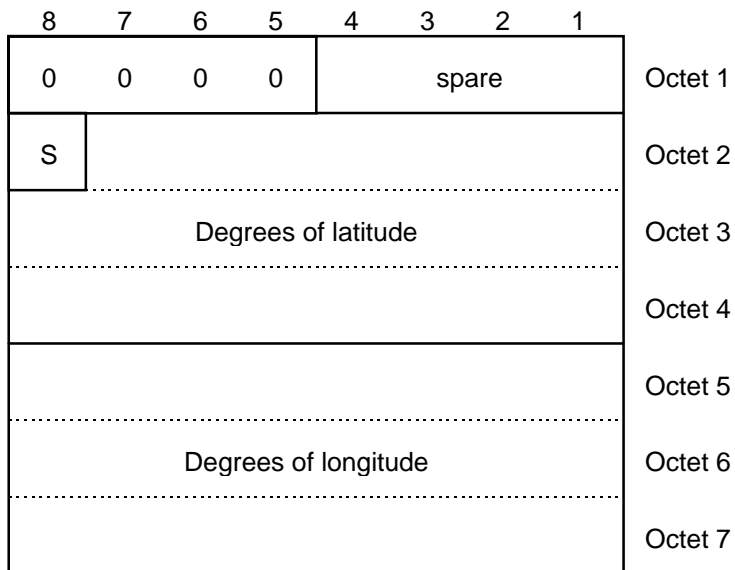 8 7 6 5 4 3 2 1
0 0 0 0 spare Octet 1
S Octet 2
Degrees of latitude Octet 3
Octet 4
Octet 5
Degrees of longitude Octet 6
Octet 7